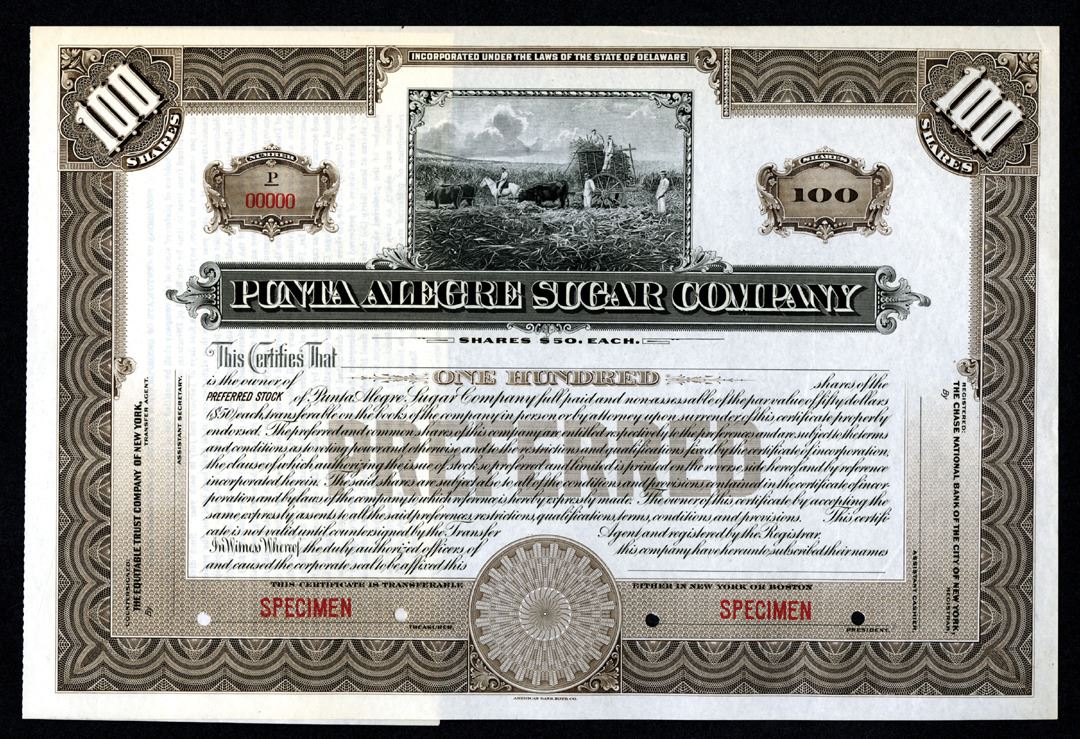 INCORPORATED UNDER THE LAWS OF THE STATE OF DELAWARE
100 SHARES
100 SHARES
NUMBER
P
00000
SHARES
100
PUNTA ALEGRE SUGAR COMPANY
SHARES $50. EACH.
This Certifies That
is the owner of ONE HUNDRED shares of the
PREFERRED STOCK of Punta Alegre Sugar Company full paid and non-assessable of the par value of fifty dollars
($50) each, transferable on the books of the company in person or by attorney upon surrender of this certificate properly
endorsed. The preferred and common shares of this company are entitled respectively to the preferences and are subject to the terms
and conditions as to voting power and otherwise, and to the restrictions and qualifications fixed by the certificate of incorporation,
the clause of which authorizing the issue of stock so preferred and limited is printed on the reverse side hereof and by reference
incorporated herein. The said shares are subject also to all of the conditions and provisions contained in the certificate of incor-
poration and by laws of the company to which reference is hereby expressly made. The owner of this certificate by accepting the
same expressly assents to all the said preferences, restrictions, qualifications, terms, conditions, and provisions. This certifi-
cate is not valid until countersigned by the Transfer Agent and registered by the Registrar.
In Witness Whereof the duly authorized officers of this company have hereunto subscribed their names
and caused the corporate seal to be affixed this
PREFERRED
THIS CERTIFICATE IS TRANSFERABLE EITHER IN NEW YORK OR BOSTON
SPECIMEN
SPECIMEN
TREASURER.
PRESIDENT.
COUNTERSIGNED:
THE EQUITABLE TRUST COMPANY OF NEW YORK,
TRANSFER AGENT.
By
ASSISTANT SECRETARY.
REGISTERED:
THE CHASE NATIONAL BANK OF THE CITY OF NEW YORK,
REGISTRAR.
By
ASSISTANT CASHIER.
AMERICAN BANK NOTE CO.